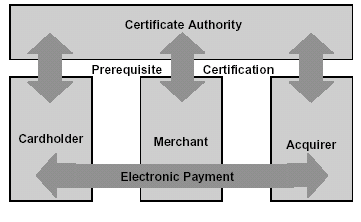 Certificate Authority
Prerequisite Certification
Cardholder
Merchant
Acquirer
Electronic Payment